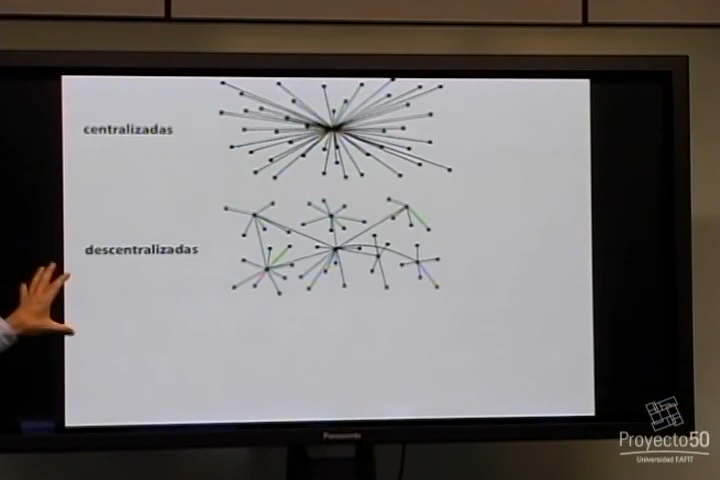 centralizadas
descentralizadas
Panasonic
Proyecto50
Universidad EAFIT